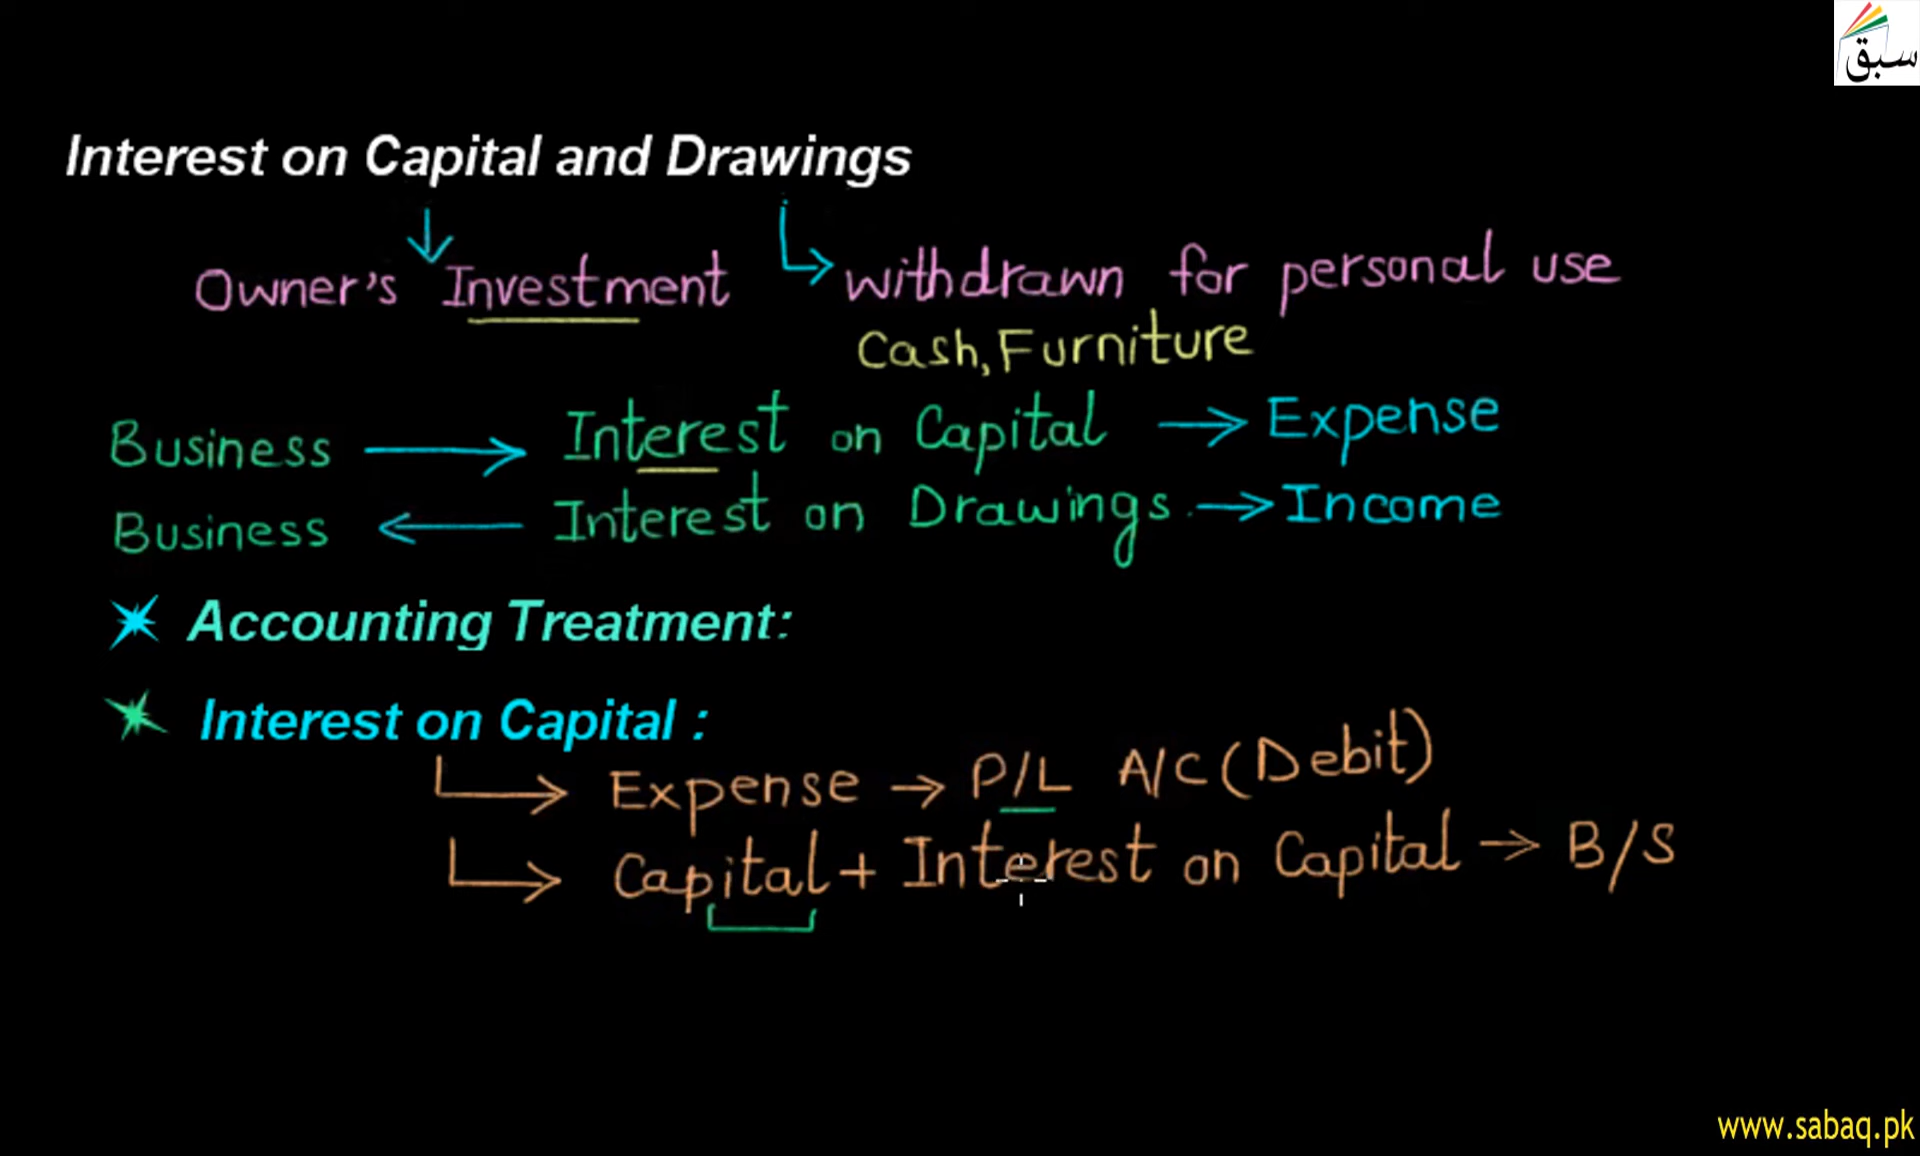 سبق
Interest on Capital and Drawings
Owner's Investment
withdrawn for personal use
Cash, Furniture
Business → Interest on Capital → Expense
Business ← Interest on Drawings → Income
Accounting Treatment:
Interest on Capital :
Expense → P/L A/C (Debit)
Capital + Interest on Capital → B/S
www.sabaq.pk